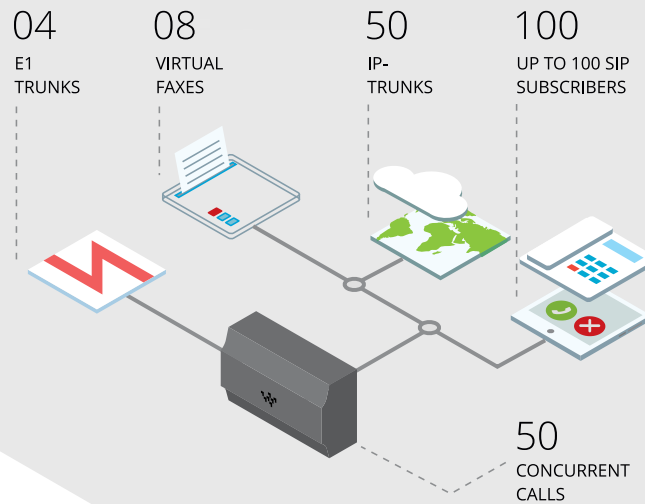 04
E1
TRUNKS
08
VIRTUAL
FAXES
50
IP-
TRUNKS
100
UP TO 100 SIP
SUBSCRIBERS
50
CONCURRENT
CALLS